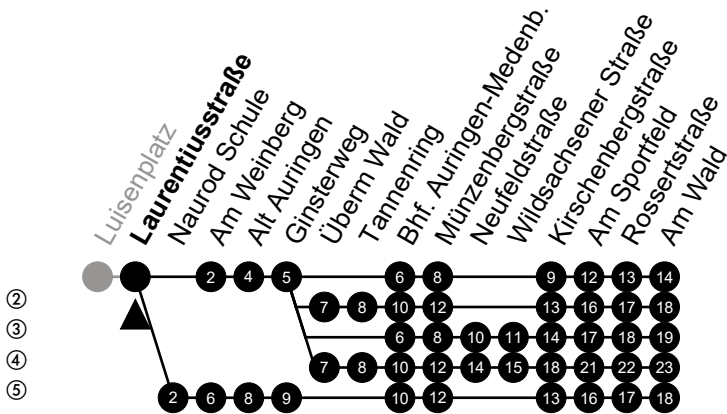 Luisenplatz
Laurentiusstraße
Naurod Schule
Am Weinberg
Alt Auringen
Ginsterweg
Überm Wald
Tannenring
Bhf. Auringen-Medenb.
Münzenbergstraße
Neufeldstraße
Wildsachsener Straße
Kirschenbergstraße
Am Sportfeld
Rossertstraße
Am Wald
2 4 5 6 8 9 12 13 14
② 7 8 10 12 13 16 17 18
③ 6 8 10 11 14 17 18 19
④ 7 8 10 12 14 15 18 21 22 23
⑤ 2 6 8 9 10 12 13 16 17 18